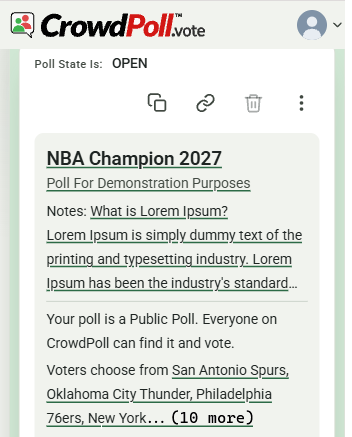 CrowdPoll™.vote
Poll State Is: OPEN
NBA Champion 2027
Poll For Demonstration Purposes
Notes: What is Lorem Ipsum?
Lorem Ipsum is simply dummy text of the
printing and typesetting industry. Lorem
Ipsum has been the industry's standard…
Your poll is a Public Poll. Everyone on
CrowdPoll can find it and vote.
Voters choose from San Antonio Spurs,
Oklahoma City Thunder, Philadelphia
76ers, New York... (10 more)